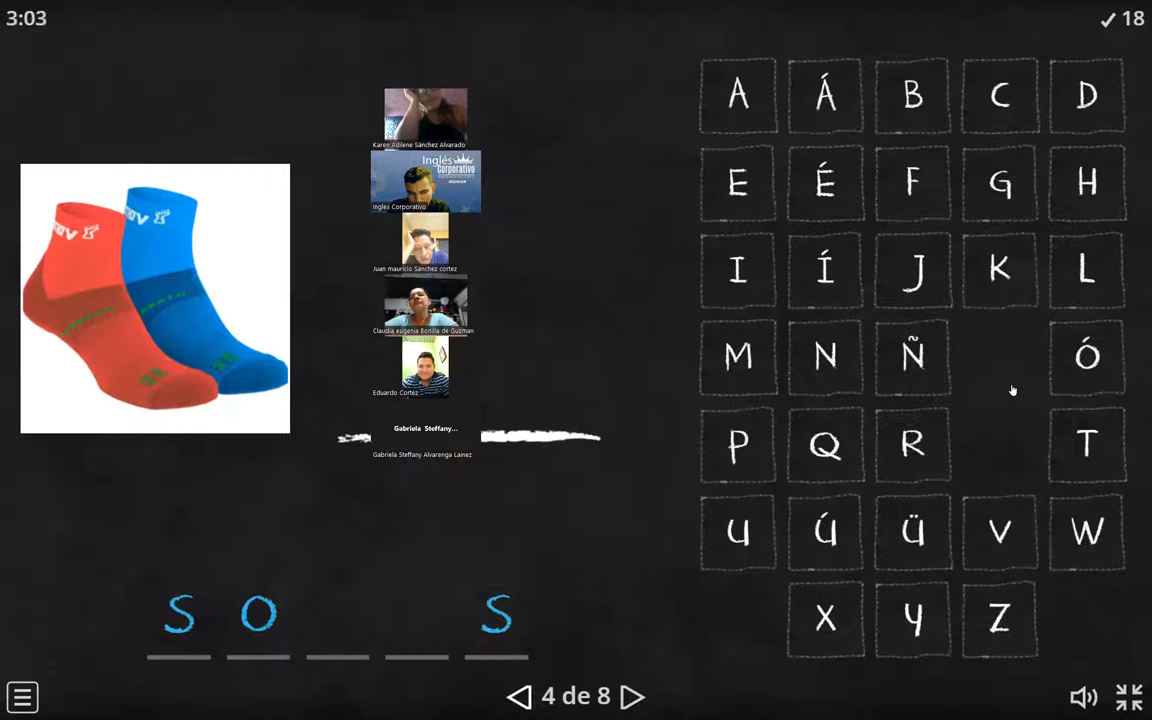 3:03
18
A Á B C D
E É F G H
I Í J K L
M N Ñ Ó
P Q R T
U Ú Ü V W
X Y Z
Karen Adilene Sánchez Alvarado
Inglés
Corporativo
Ingles Corporativo
Juan mauricio Sánchez cortez
Claudia eugenia Bonilla de Guzman
Eduardo Cortez
Gabriela Steffany...
Gabriela Steffany Alvarenga Lainez
S O S
4 de 8